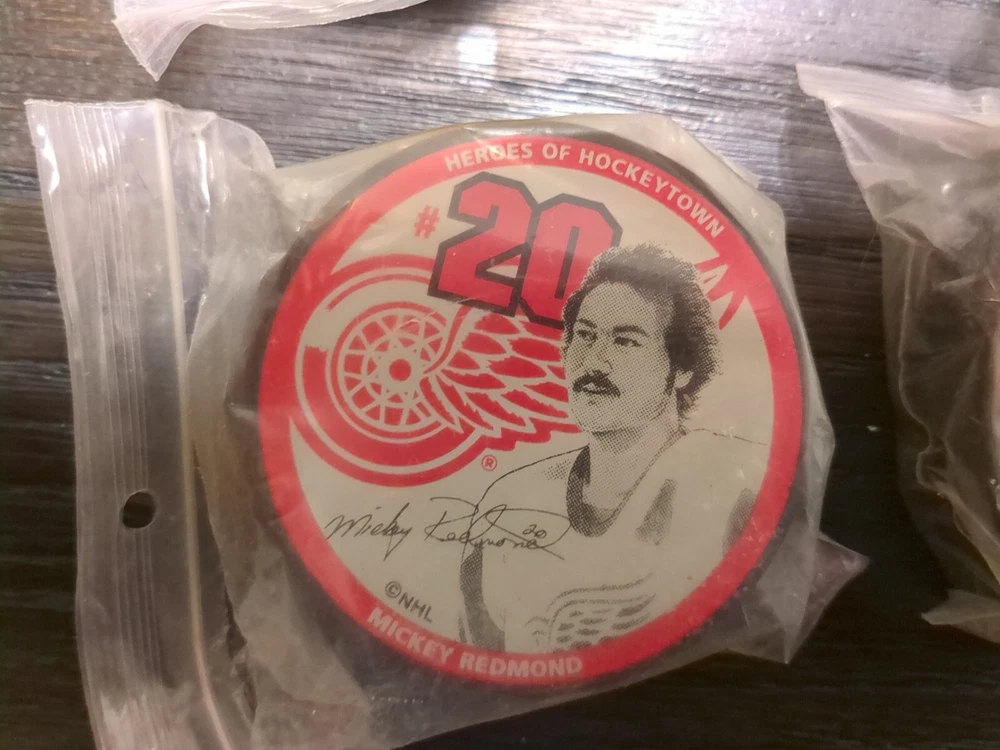 HEROES OF HOCKEYTOWN
#20
®
Mickey Redmond 20
©NHL
MICKEY REDMOND